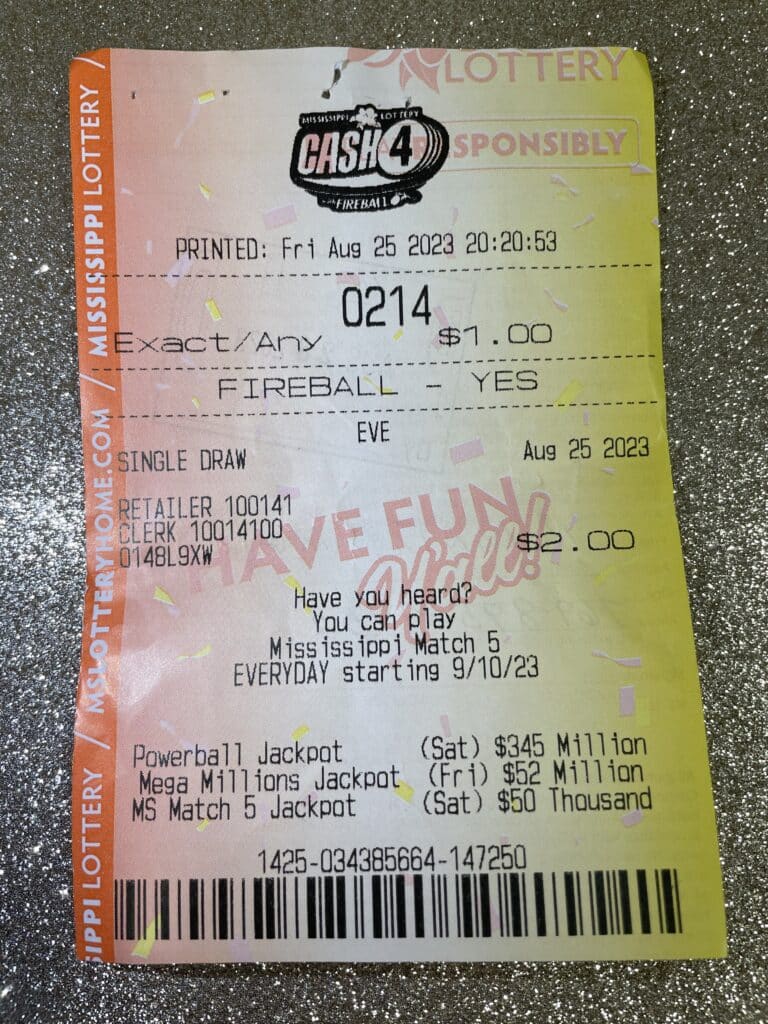 LOTTERY
MISSISSIPPI LOTTERY
CASH 4
FIREBALL
RESPONSIBLY
PRINTED: Fri Aug 25 2023 20:20:53
0214
Exact/Any $1.00
FIREBALL - YES
EVE
SINGLE DRAW Aug 25 2023
RETAILER 100141
CLERK 10014100
0148L9XW
$2.00
HAVE FUN
Y'all!
Have you heard?
You can play
Mississippi Match 5
EVERYDAY starting 9/10/23
Powerball Jackpot (Sat) $345 Million
Mega Millions Jackpot (Fri) $52 Million
MS Match 5 Jackpot (Sat) $50 Thousand
1425-034385664-147250
SIPPI LOTTERY / MSLOTTERYHOME.COM / MISSISSIPPI LOTTERY /